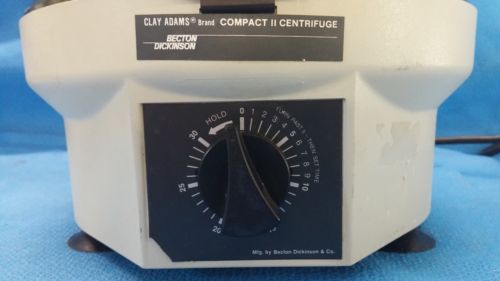 CLAY ADAMS® Brand COMPACT II CENTRIFUGE
BECTON
DICKINSON
HOLD
0
1
2
3
4
5
6
7
8
9
10
20
25
30
TURN PAST 5 - THEN SET TIME
Mfg. by Becton Dickinson & Co.